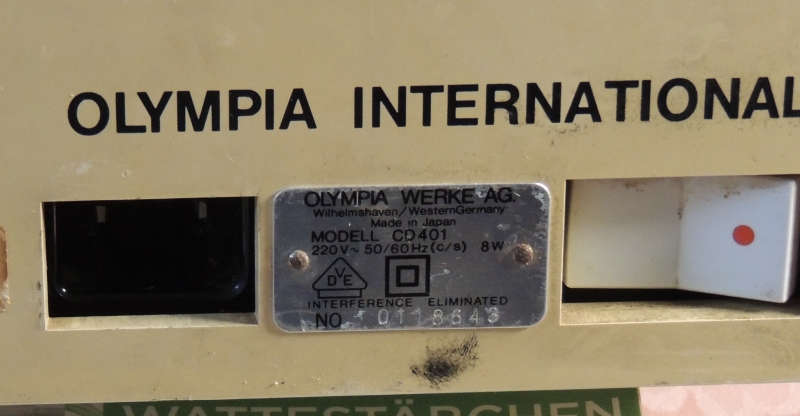 OLYMPIA INTERNATIONAL
OLYMPIA WERKE AG.
Wilhelmshaven/WesternGermany
Made in Japan
MODELL CD401
220V~ 50/60Hz(c/s) 8W
VDE
INTERFERENCE ELIMINATED
NO 0118643
WATTESTÄBCHEN